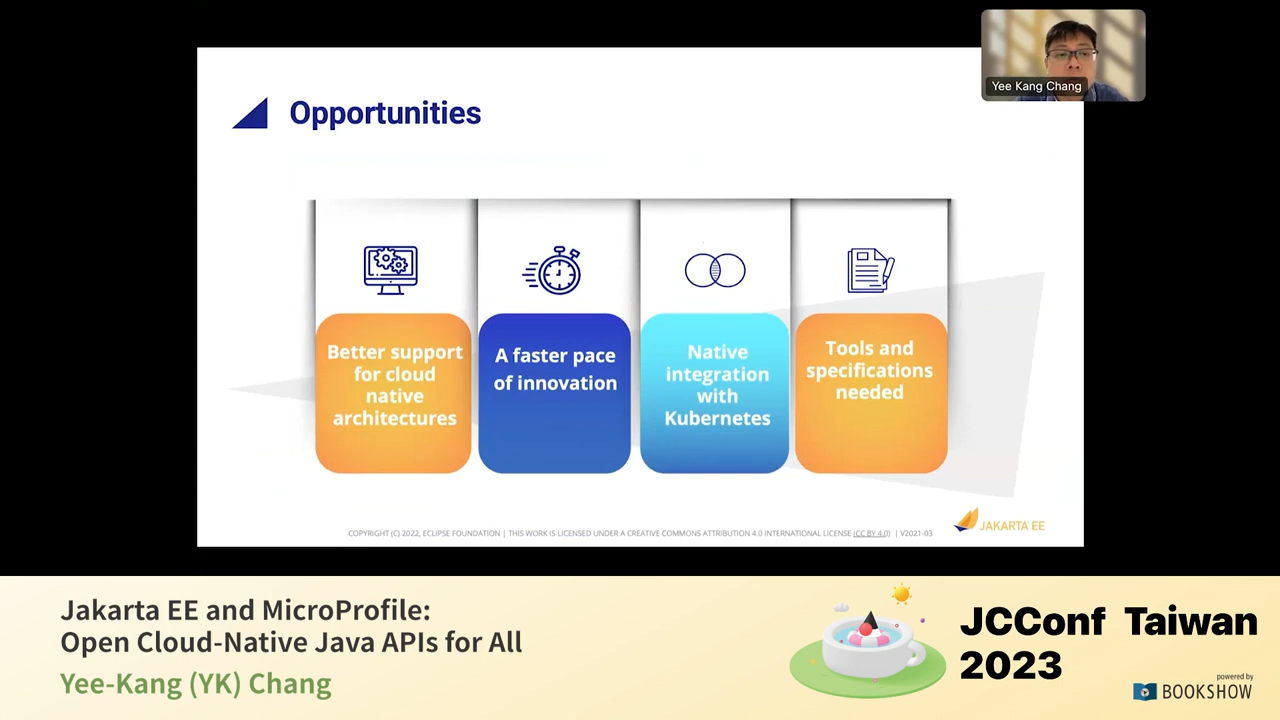 Yee Kang Chang
Opportunities
Better support
for cloud
native
architectures
A faster pace
of innovation
Native
integration
with
Kubernetes
Tools and
specifications
needed
COPYRIGHT (C) 2022, ECLIPSE FOUNDATION | THIS WORK IS LICENSED UNDER A CREATIVE COMMONS ATTRIBUTION 4.0 INTERNATIONAL LICENSE (CC BY 4.0) | V2021-03
JAKARTA EE
Jakarta EE and MicroProfile:
Open Cloud-Native Java APIs for All
Yee-Kang (YK) Chang
JCConf Taiwan
2023
powered by
BOOKSHOW